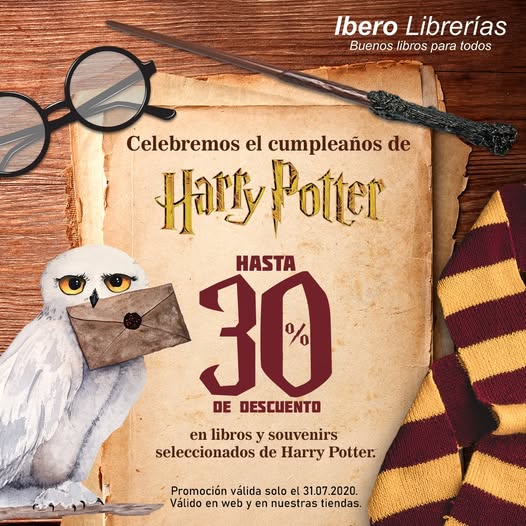 Ibero Librerías
Buenos libros para todos
Celebremos el cumpleaños de
Harry Potter
HASTA
30%
DE DESCUENTO
en libros y souvenirs
seleccionados de Harry Potter.
Promoción válida solo el 31.07.2020.
Válido en web y en nuestras tiendas.